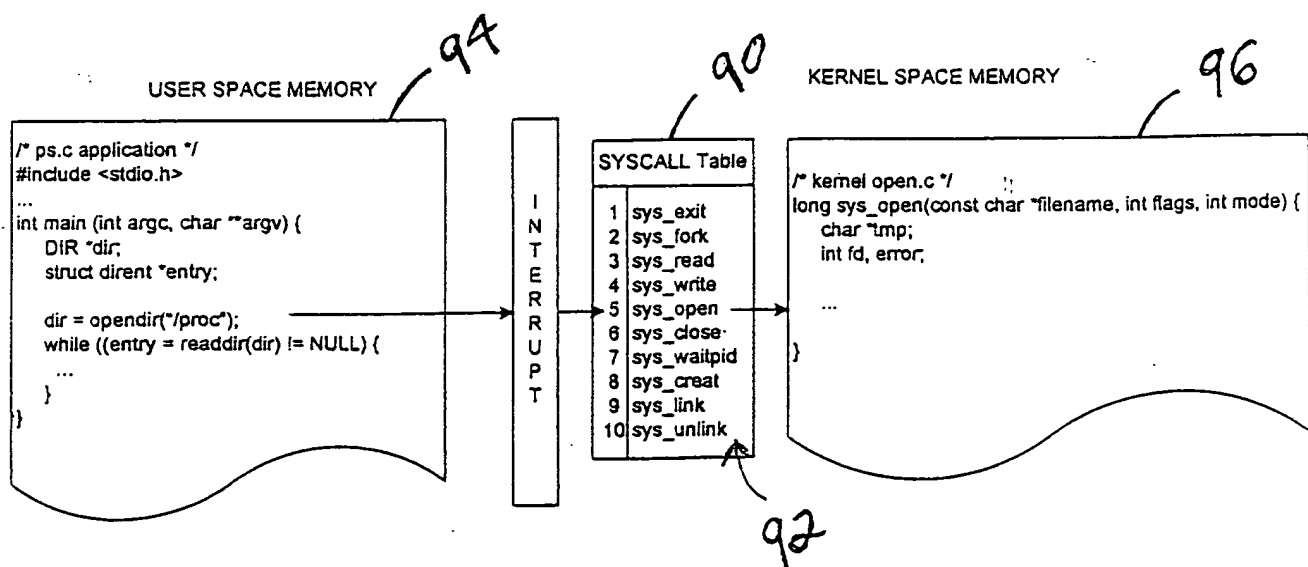 94
90
96
USER SPACE MEMORY
KERNEL SPACE MEMORY
/* ps.c application */
#include <stdio.h>
...
int main (int argc, char **argv) {
DIR *dir;
struct dirent *entry;
dir = opendir("/proc");
while ((entry = readdir(dir) != NULL) {
...
}
}
INTERRUPT
SYSCALL Table
1 sys_exit
2 sys_fork
3 sys_read
4 sys_write
5 sys_open
6 sys_close
7 sys_waitpid
8 sys_creat
9 sys_link
10 sys_unlink
/* kernel open.c */
long sys_open(const char *filename, int flags, int mode) {
char *tmp;
int fd, error;
...
}
92